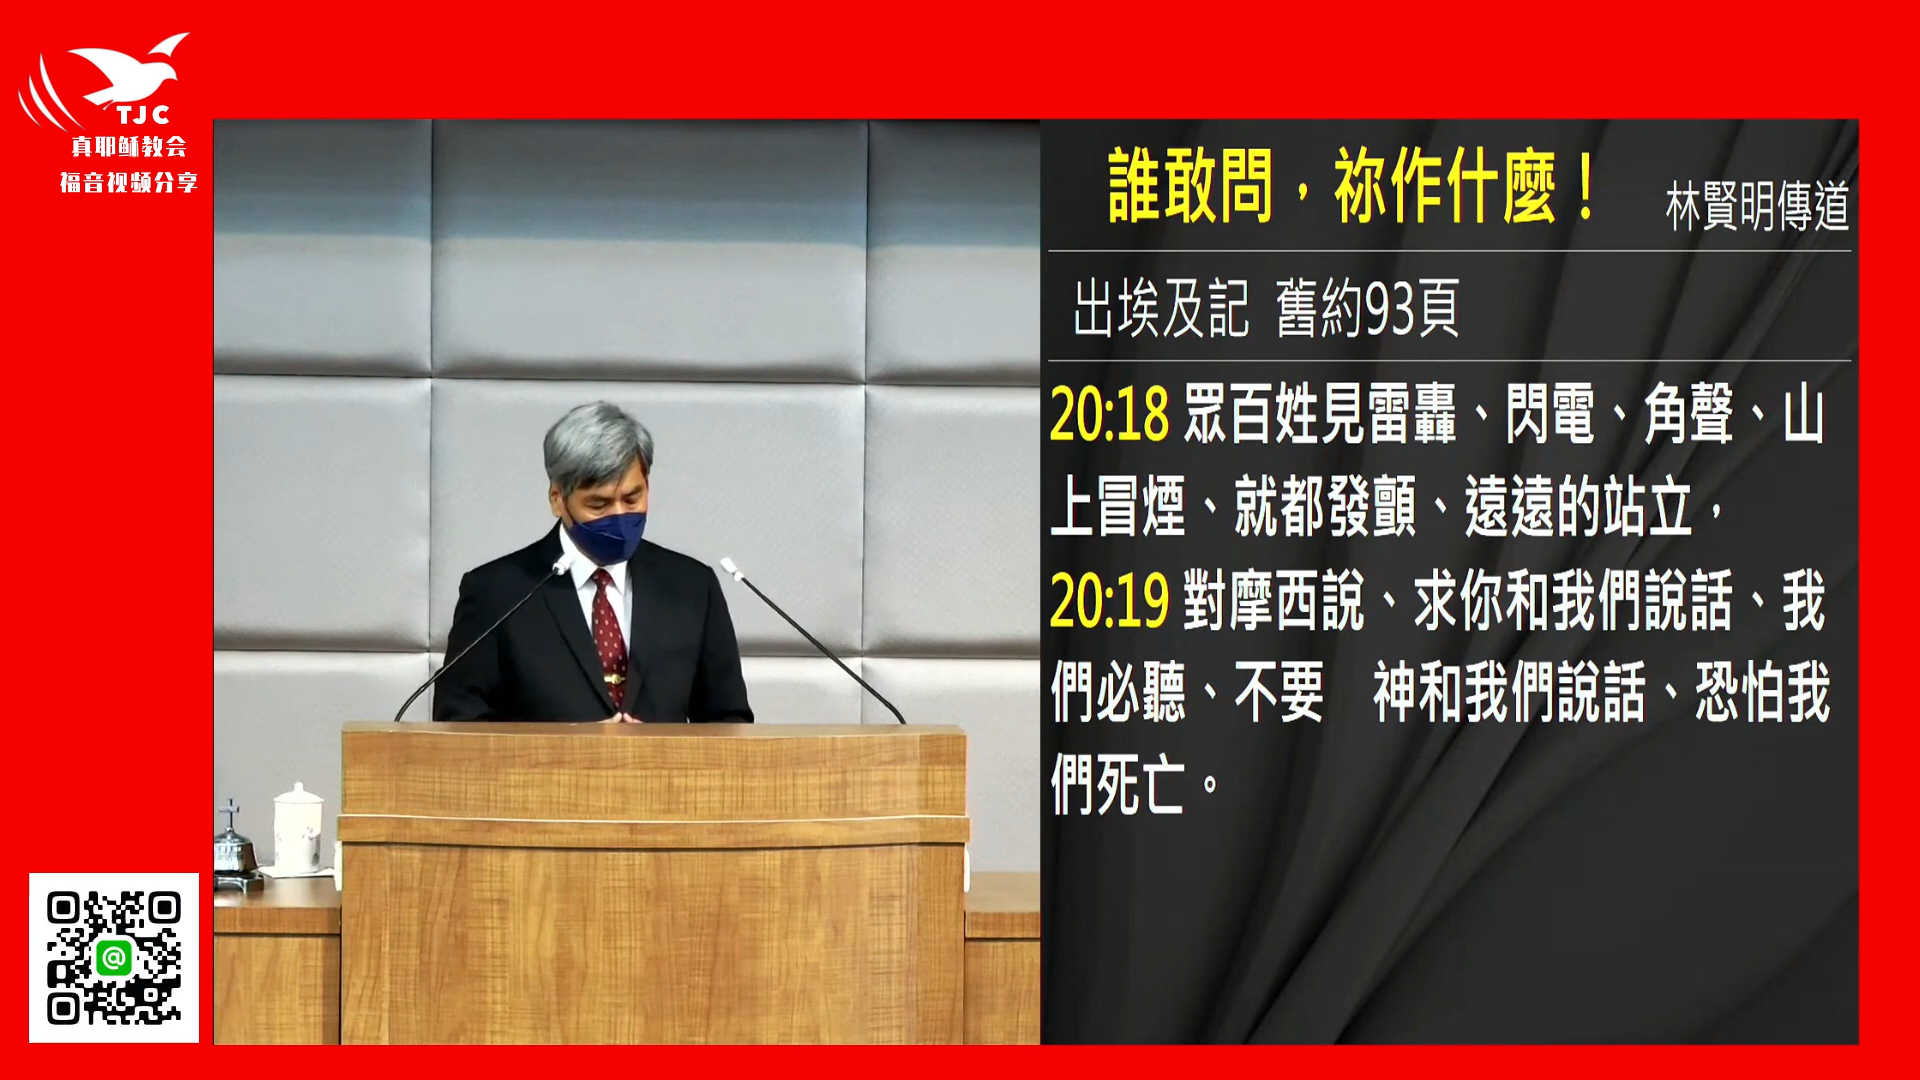 TJC
真耶穌教会
福音视频分享
誰敢問，祢作什麼！
林賢明傳道
出埃及記 舊約93頁
20:18 眾百姓見雷轟、閃電、角聲、山
上冒煙、就都發顫、遠遠的站立，
20:19 對摩西說、求你和我們說話、我
們必聽、不要　神和我們說話、恐怕我
們死亡。
@